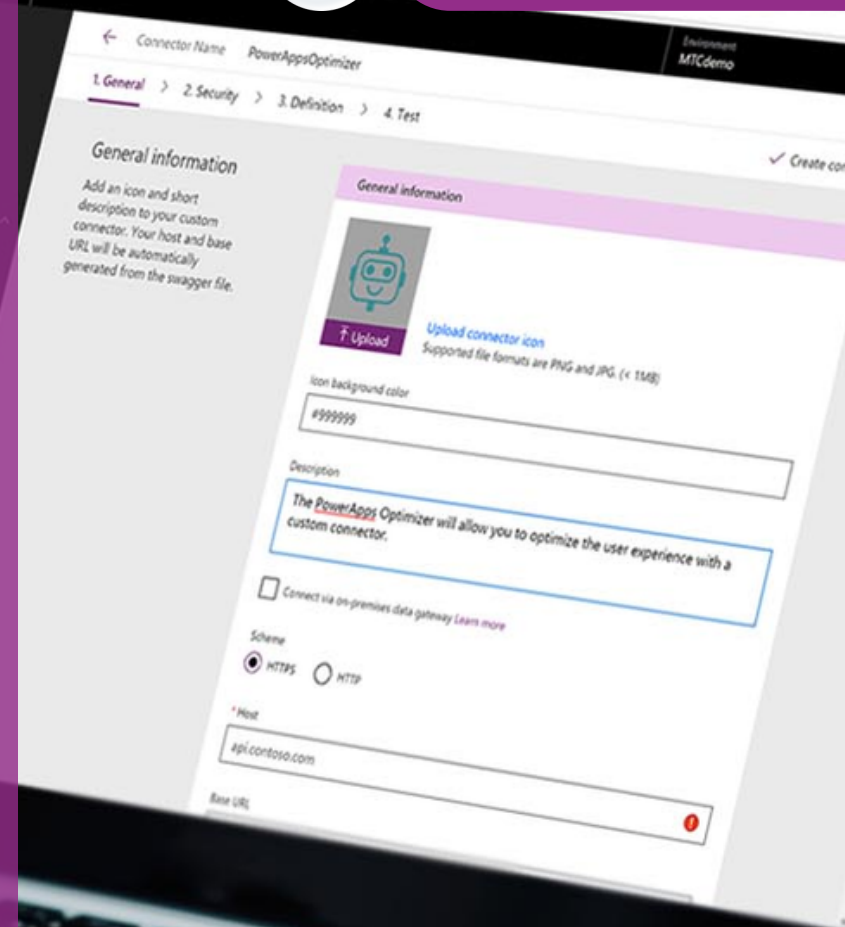 Environment
MTCdemo
Connector Name PowerAppsOptimizer
1. General > 2. Security > 3. Definition > 4. Test
Create
General information
Add an icon and short
description to your custom
connector. Your host and base
URL will be automatically
generated from the swagger file.
General information
Upload
Upload connector icon
Supported file formats are PNG and JPG. (< 1MB)
Icon background color
#999999
Description
The PowerApps Optimizer will allow you to optimize the user experience with a
custom connector.
Connect via on-premises data gateway Learn more
Scheme
HTTPS HTTP
* Host
api.contoso.com
Base URL